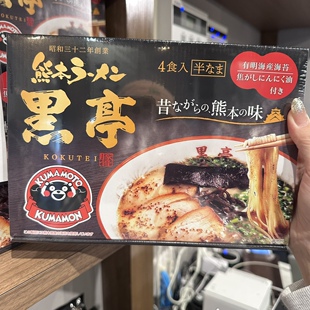 昭和三十二年創業
熊本ラーメン
黒亭
KOKUTEI
4食入 半なま
有明海産海苔
焦がしにんにく油
付き
昔ながらの、熊本の味
黒亭
KUMAMOTO
KUMAMON